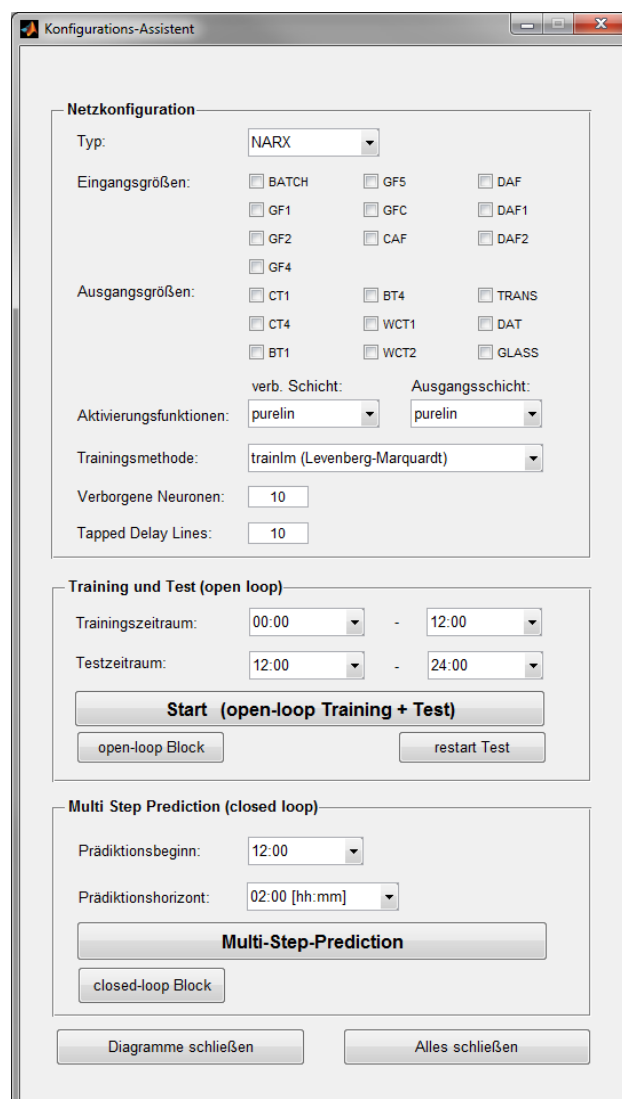 Konfigurations-Assistent
Netzkonfiguration
Typ: NARX
Eingangsgrößen: BATCH GF5 DAF
GF1 GFC DAF1
GF2 CAF DAF2
GF4
Ausgangsgrößen: CT1 BT4 TRANS
CT4 WCT1 DAT
BT1 WCT2 GLASS
verb. Schicht: Ausgangsschicht:
Aktivierungsfunktionen: purelin purelin
Trainingsmethode: trainlm (Levenberg-Marquardt)
Verborgene Neuronen: 10
Tapped Delay Lines: 10
Training und Test (open loop)
Trainingszeitraum: 00:00 - 12:00
Testzeitraum: 12:00 - 24:00
Start (open-loop Training + Test)
open-loop Block restart Test
Multi Step Prediction (closed loop)
Prädiktionsbeginn: 12:00
Prädiktionshorizont: 02:00 [hh:mm]
Multi-Step-Prediction
closed-loop Block
Diagramme schließen Alles schließen